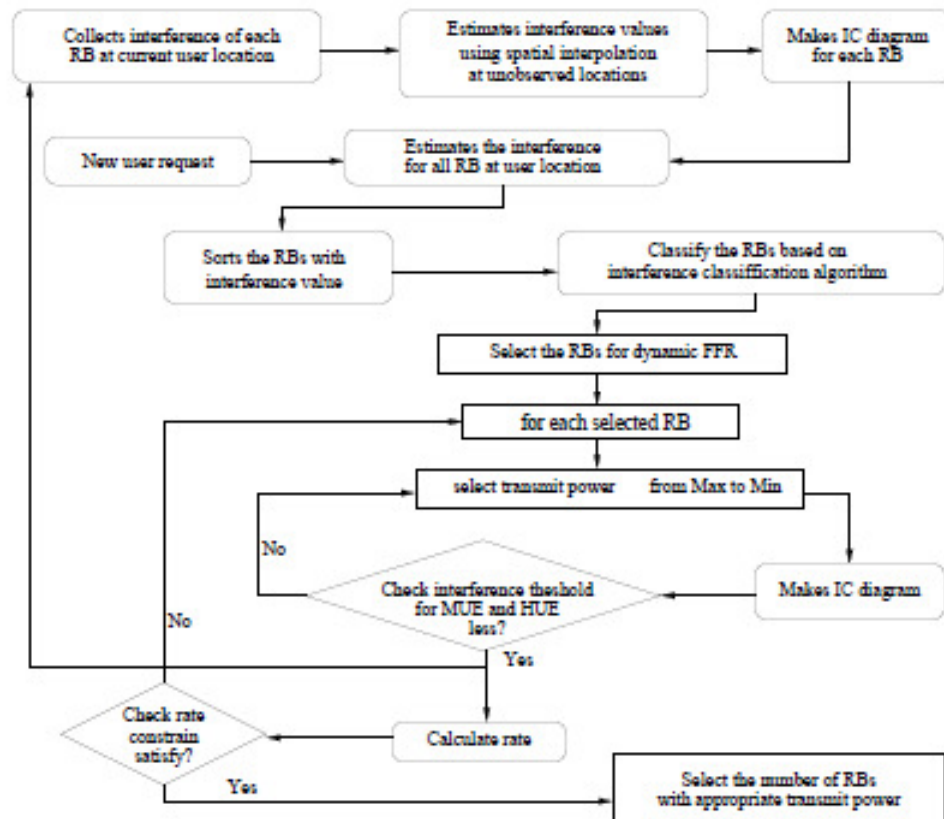 Collects interference of each
RB at current user location
Estimates interference values
using spatial interpolation
at unobserved locations
Makes IC diagram
for each RB
New user request
Estimates the interference
for all RB at user location
Sorts the RBs with
interference value
Classify the RBs based on
interference classiffication algorithm
Select the RBs for dynamic FFR
for each selected RB
select transmit power from Max to Min
No
Check interference theshold
for MUE and HUE
less?
Makes IC diagram
No
Yes
Check rate
constrain
satisfy?
Calculate rate
Yes
Select the number of RBs
with appropriate transmit power